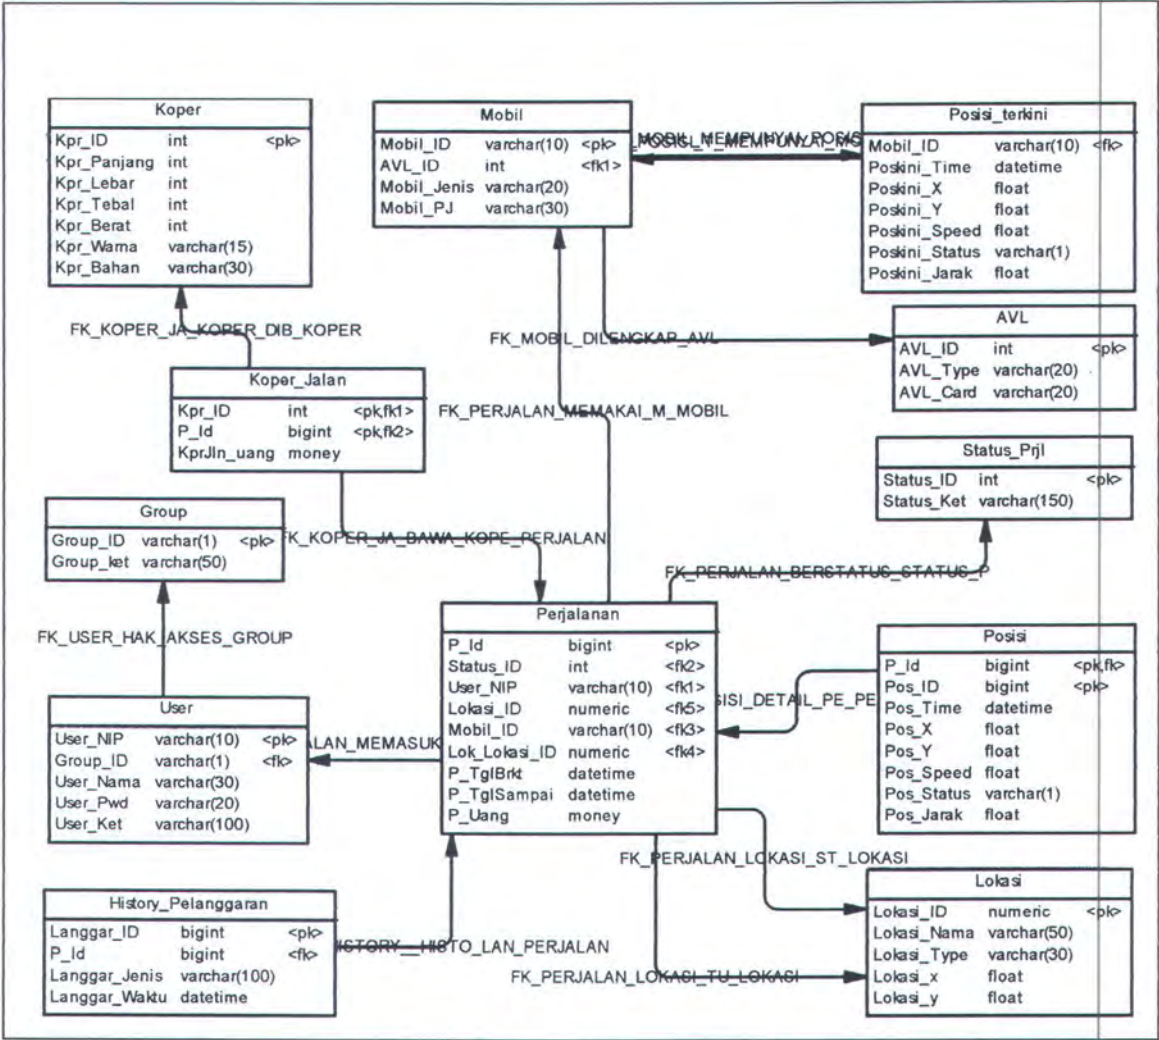 Koper
Kpr_ID int <pk>
Kpr_Panjang int
Kpr_Lebar int
Kpr_Tebal int
Kpr_Berat int
Kpr_Warna varchar(15)
Kpr_Bahan varchar(30)
Mobil
Mobil_ID varchar(10) <pk>
AVL_ID int <fk1>
Mobil_Jenis varchar(20)
Mobil_PJ varchar(30)
Posisi_terkini
Mobil_ID varchar(10) <fk>
Poskini_Time datetime
Poskini_X float
Poskini_Y float
Poskini_Speed float
Poskini_Status varchar(1)
Poskini_Jarak float
FK_KOPER_JA_KOPER_DIB_KOPER
FK_MOBIL_DILENGKAP_AVL
AVL
AVL_ID int <pk>
AVL_Type varchar(20)
AVL_Card varchar(20)
Koper_Jalan
Kpr_ID int <pk,fk1>
P_Id bigint <pk,fk2>
KprJln_uang money
FK_PERJALAN_MEMAKAI_M_MOBIL
Status_Prjl
Status_ID int <pk>
Status_Ket varchar(150)
Group
Group_ID varchar(1) <pk>
Group_ket varchar(50)
FK_KOPER_JA_BAWA_KOPE_PERJALAN
FK_PERJALAN_BERSTATUS_STATUS_P
FK_USER_HAK_AKSES_GROUP
Perjalanan
P_Id bigint <pk>
Status_ID int <fk2>
User_NIP varchar(10) <fk1>
Lokasi_ID numeric <fk5>
Mobil_ID varchar(10) <fk3>
Lok_Lokasi_ID numeric <fk4>
P_TglBrkt datetime
P_TglSampai datetime
P_Uang money
Posisi
P_Id bigint <pk,fk>
Pos_ID bigint <pk>
Pos_Time datetime
Pos_X float
Pos_Y float
Pos_Speed float
Pos_Status varchar(1)
Pos_Jarak float
ISISI_DETAIL_PE_PE
User
User_NIP varchar(10) <pk>
Group_ID varchar(1) <fk>
User_Nama varchar(30)
User_Pwd varchar(20)
User_Ket varchar(100)
ALAN_MEMASUK
FK_PERJALAN_LOKASI_ST_LOKASI
History_Pelanggaran
Langgar_ID bigint <pk>
P_Id bigint <fk>
Langgar_Jenis varchar(100)
Langgar_Waktu datetime
HISTORY__HISTO_LAN_PERJALAN
FK_PERJALAN_LOKASI_TU_LOKASI
Lokasi
Lokasi_ID numeric <pk>
Lokasi_Nama varchar(50)
Lokasi_Type varchar(30)
Lokasi_x float
Lokasi_y float